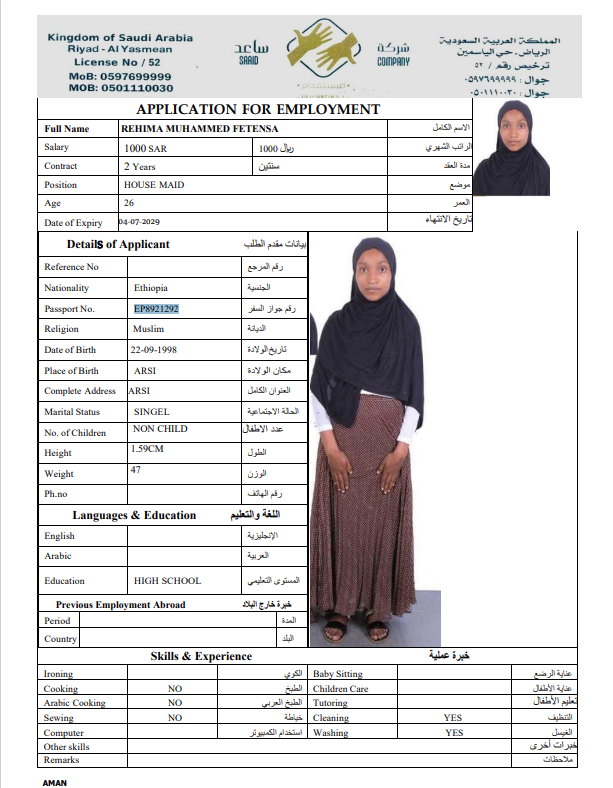 Kingdom of Saudi Arabia
Riyad - Al Yasmean
License No / 52
MoB: 0597699999
MOB: 0501110030
ساعد
SAAID
شركة
COMPANY
المملكة العربية السعودية
الرياض.حي الياسمين
ترخيص رقم / ٥٢
جوال : ٠٥٩٧٦٩٩٩٩٩
جوال : ٠٥٠١١١٠٠٣٠
APPLICATION FOR EMPLOYMENT
Full Name REHIMA MUHAMMED FETENSA الاسم الكامل
Salary 1000 SAR 1000 ريال الراتب الشهري
Contract 2 Years سنتين مدة العقد
Position HOUSE MAID موضع
Age 26 العمر
Date of Expiry 04-07-2029 تاريخ الانتهاء
Details of Applicant بيانات مقدم الطلب
Reference No رقم المرجع
Nationality Ethiopia الجنسية
Passport No. EP8921292 رقم جواز السفر
Religion Muslim الديانة
Date of Birth 22-09-1998 تاريخ الولادة
Place of Birth ARSI مكان الولادة
Complete Address ARSI العنوان الكامل
Marital Status SINGEL الحالة الاجتماعية
No. of Children NON CHILD عدد الاطفال
Height 1.59CM الطول
Weight 47 الوزن
Ph.no رقم الهاتف
Languages & Education اللغة والتعليم
English الإنجليزية
Arabic العربية
Education HIGH SCHOOL المستوى التعليمي
Previous Employment Abroad خبرة خارج البلاد
Period المدة
Country البلد
Skills & Experience خبرة عملية
Ironing الكوي Baby Sitting عناية الرضع
Cooking NO الطبخ Children Care عناية الأطفال
Arabic Cooking NO الطبخ العربي Tutoring تعليم الأطفال
Sewing NO خياطة Cleaning YES التنظيف
Computer استخدام الكمبيوتر Washing YES الغيسل
Other skills خبرات أخرى
Remarks ملاحظات
AMAN